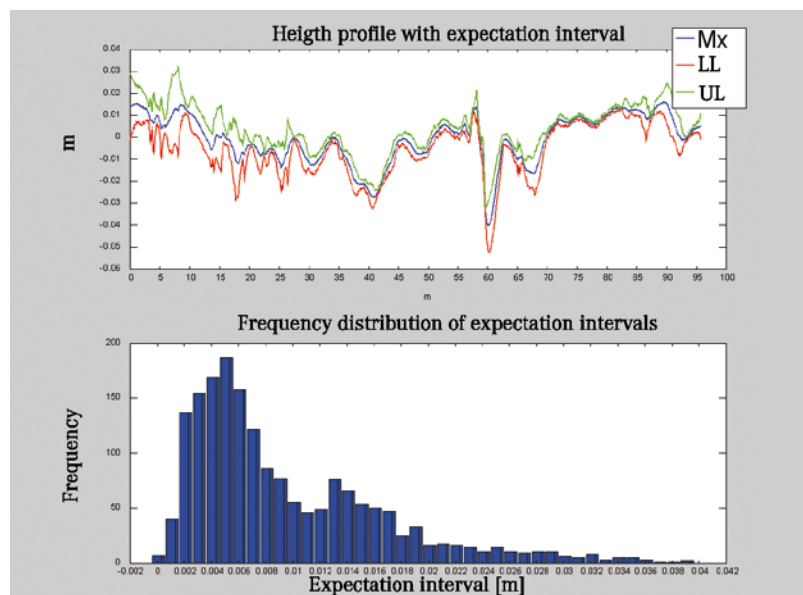 Heigth profile with expectation interval
Mx
LL
UL
0.04
0.03
0.02
0.01
0
-0.01
-0.02
-0.03
-0.04
-0.05
-0.06
m
0 5 10 15 20 25 30 35 40 45 50 55 60 65 70 75 80 85 90 95 100
m
Frequency distribution of expectation intervals
200
150
100
50
0
Frequency
-0.002 0 0.002 0.004 0.006 0.008 0.01 0.012 0.014 0.016 0.018 0.02 0.022 0.024 0.026 0.028 0.03 0.032 0.034 0.036 0.038 0.04 0.042
Expectation interval [m]